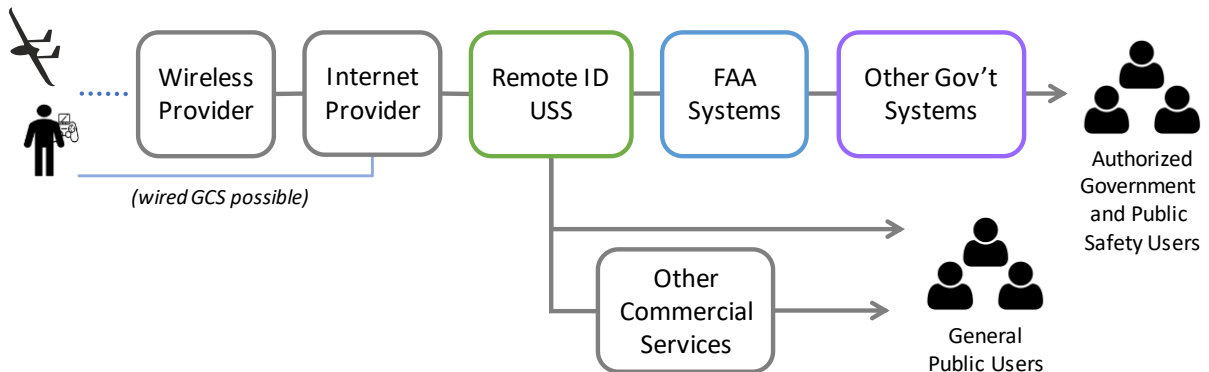 Wireless
Provider
Internet
Provider
Remote ID
USS
FAA
Systems
Other Gov't
Systems
Authorized
Government
and Public
Safety Users
(wired GCS possible)
Other
Commercial
Services
General
Public Users